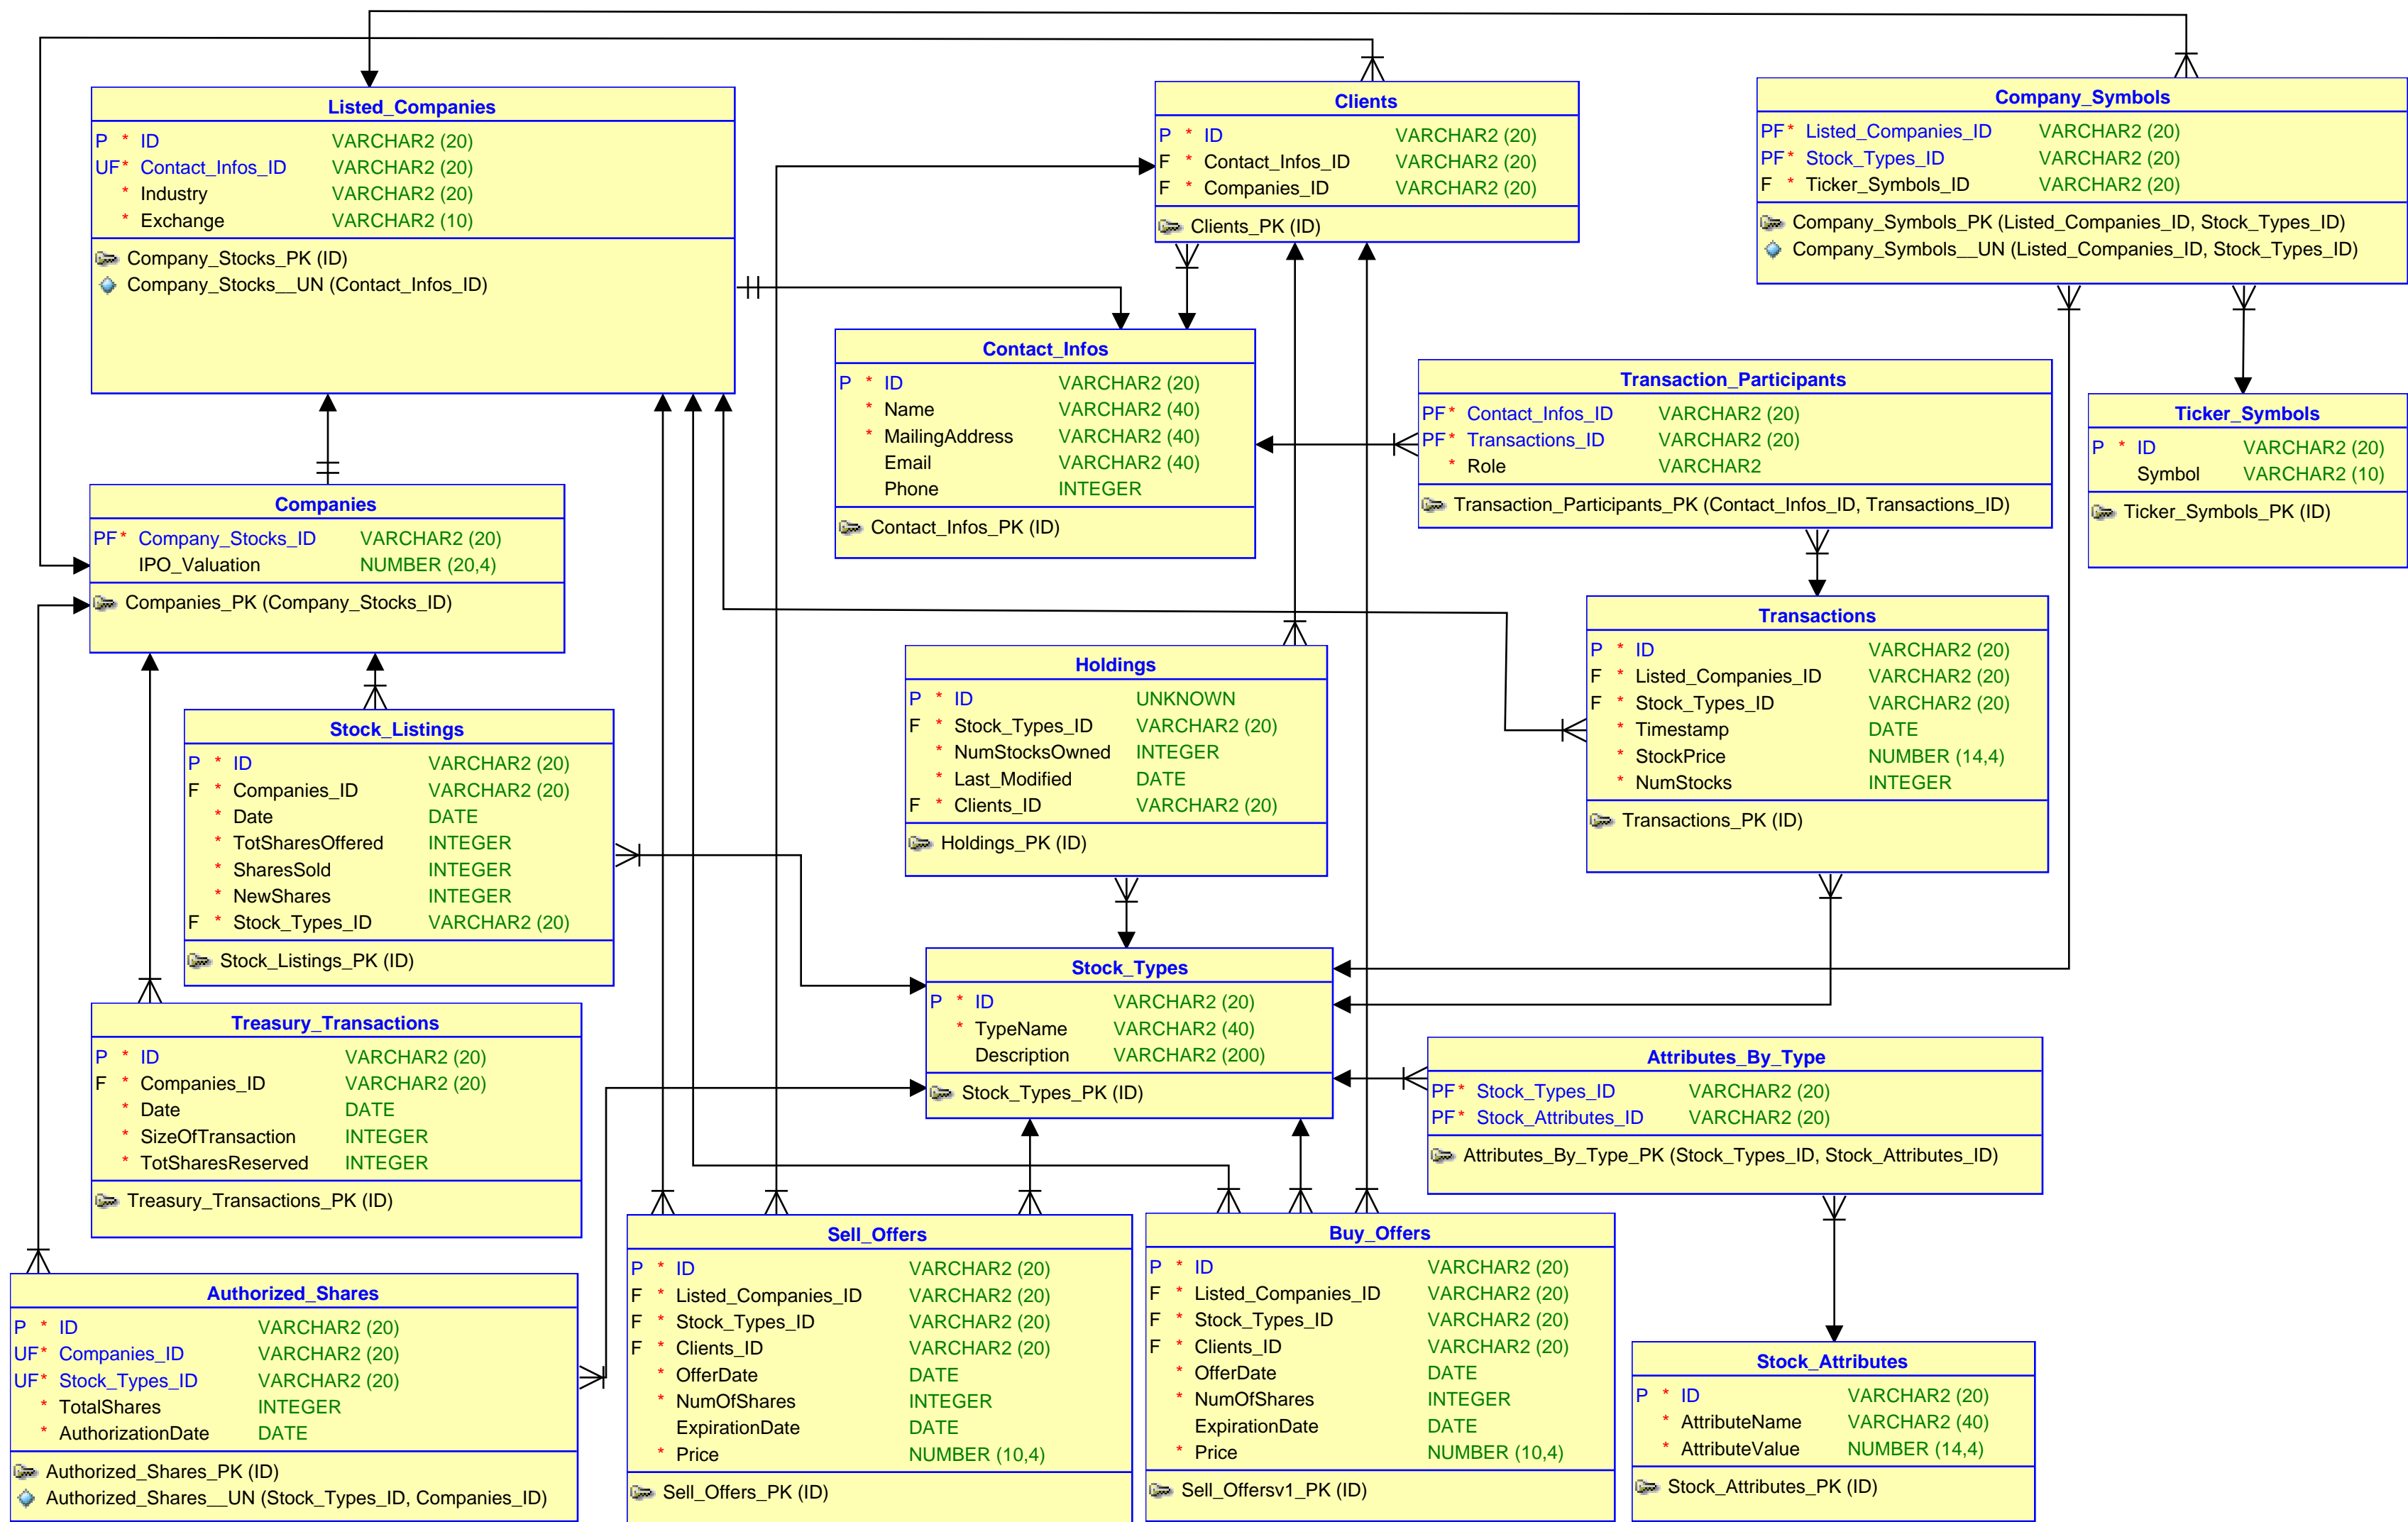 Listed_Companies
P * ID VARCHAR2 (20)
UF* Contact_Infos_ID VARCHAR2 (20)
* Industry VARCHAR2 (20)
* Exchange VARCHAR2 (10)
Company_Stocks_PK (ID)
Company_Stocks__UN (Contact_Infos_ID)
Clients
P * ID VARCHAR2 (20)
F * Contact_Infos_ID VARCHAR2 (20)
F * Companies_ID VARCHAR2 (20)
Clients_PK (ID)
Company_Symbols
PF* Listed_Companies_ID VARCHAR2 (20)
PF* Stock_Types_ID VARCHAR2 (20)
F * Ticker_Symbols_ID VARCHAR2 (20)
Company_Symbols_PK (Listed_Companies_ID, Stock_Types_ID)
Company_Symbols__UN (Listed_Companies_ID, Stock_Types_ID)
Contact_Infos
P * ID VARCHAR2 (20)
* Name VARCHAR2 (40)
* MailingAddress VARCHAR2 (40)
Email VARCHAR2 (40)
Phone INTEGER
Contact_Infos_PK (ID)
Transaction_Participants
PF* Contact_Infos_ID VARCHAR2 (20)
PF* Transactions_ID VARCHAR2 (20)
* Role VARCHAR2
Transaction_Participants_PK (Contact_Infos_ID, Transactions_ID)
Ticker_Symbols
P * ID VARCHAR2 (20)
Symbol VARCHAR2 (10)
Ticker_Symbols_PK (ID)
Companies
PF* Company_Stocks_ID VARCHAR2 (20)
IPO_Valuation NUMBER (20,4)
Companies_PK (Company_Stocks_ID)
Transactions
P * ID VARCHAR2 (20)
F * Listed_Companies_ID VARCHAR2 (20)
F * Stock_Types_ID VARCHAR2 (20)
* Timestamp DATE
* StockPrice NUMBER (14,4)
* NumStocks INTEGER
Transactions_PK (ID)
Holdings
P * ID UNKNOWN
F * Stock_Types_ID VARCHAR2 (20)
* NumStocksOwned INTEGER
* Last_Modified DATE
F * Clients_ID VARCHAR2 (20)
Holdings_PK (ID)
Stock_Listings
P * ID VARCHAR2 (20)
F * Companies_ID VARCHAR2 (20)
* Date DATE
* TotSharesOffered INTEGER
* SharesSold INTEGER
* NewShares INTEGER
F * Stock_Types_ID VARCHAR2 (20)
Stock_Listings_PK (ID)
Stock_Types
P * ID VARCHAR2 (20)
* TypeName VARCHAR2 (40)
Description VARCHAR2 (200)
Stock_Types_PK (ID)
Treasury_Transactions
P * ID VARCHAR2 (20)
F * Companies_ID VARCHAR2 (20)
* Date DATE
* SizeOfTransaction INTEGER
* TotSharesReserved INTEGER
Treasury_Transactions_PK (ID)
Attributes_By_Type
PF* Stock_Types_ID VARCHAR2 (20)
PF* Stock_Attributes_ID VARCHAR2 (20)
Attributes_By_Type_PK (Stock_Types_ID, Stock_Attributes_ID)
Authorized_Shares
P * ID VARCHAR2 (20)
UF* Companies_ID VARCHAR2 (20)
UF* Stock_Types_ID VARCHAR2 (20)
* TotalShares INTEGER
* AuthorizationDate DATE
Authorized_Shares_PK (ID)
Authorized_Shares__UN (Stock_Types_ID, Companies_ID)
Sell_Offers
P * ID VARCHAR2 (20)
F * Listed_Companies_ID VARCHAR2 (20)
F * Stock_Types_ID VARCHAR2 (20)
F * Clients_ID VARCHAR2 (20)
* OfferDate DATE
* NumOfShares INTEGER
ExpirationDate DATE
* Price NUMBER (10,4)
Sell_Offers_PK (ID)
Buy_Offers
P * ID VARCHAR2 (20)
F * Listed_Companies_ID VARCHAR2 (20)
F * Stock_Types_ID VARCHAR2 (20)
F * Clients_ID VARCHAR2 (20)
* OfferDate DATE
* NumOfShares INTEGER
ExpirationDate DATE
* Price NUMBER (10,4)
Sell_Offersv1_PK (ID)
Stock_Attributes
P * ID VARCHAR2 (20)
* AttributeName VARCHAR2 (40)
* AttributeValue NUMBER (14,4)
Stock_Attributes_PK (ID)